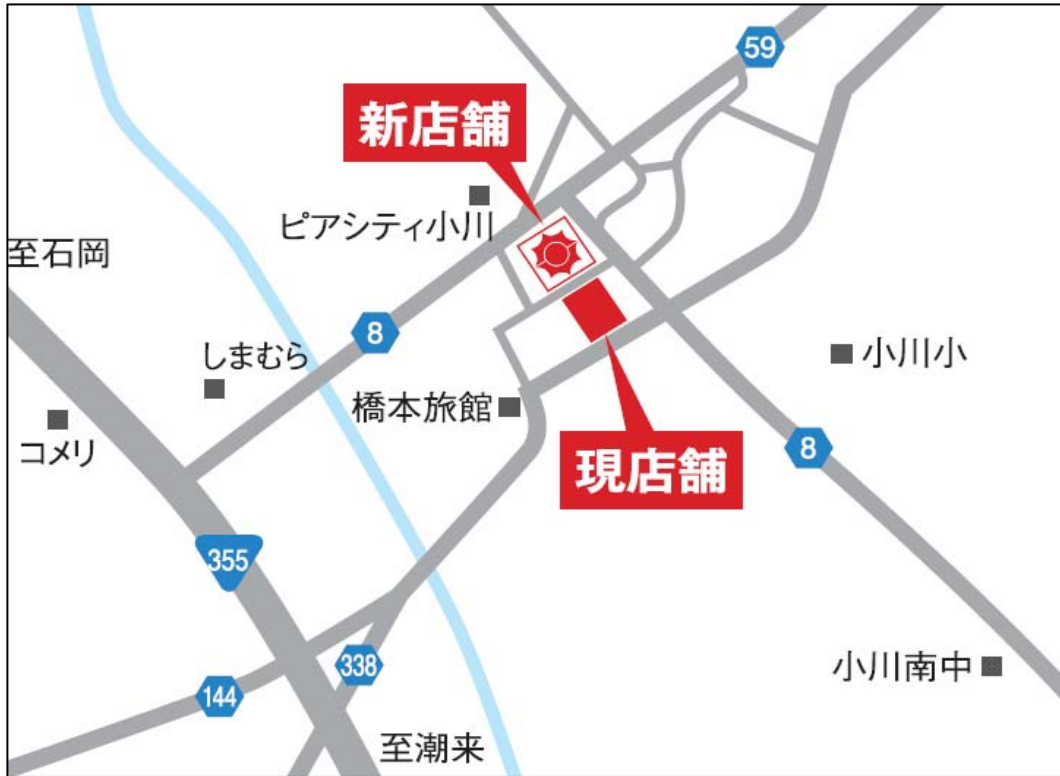 59
新店舗
ピアシティ小川
至石岡
8
しまむら
小川小
橋本旅館
コメリ
8
現店舗
355
338
小川南中
144
至潮来